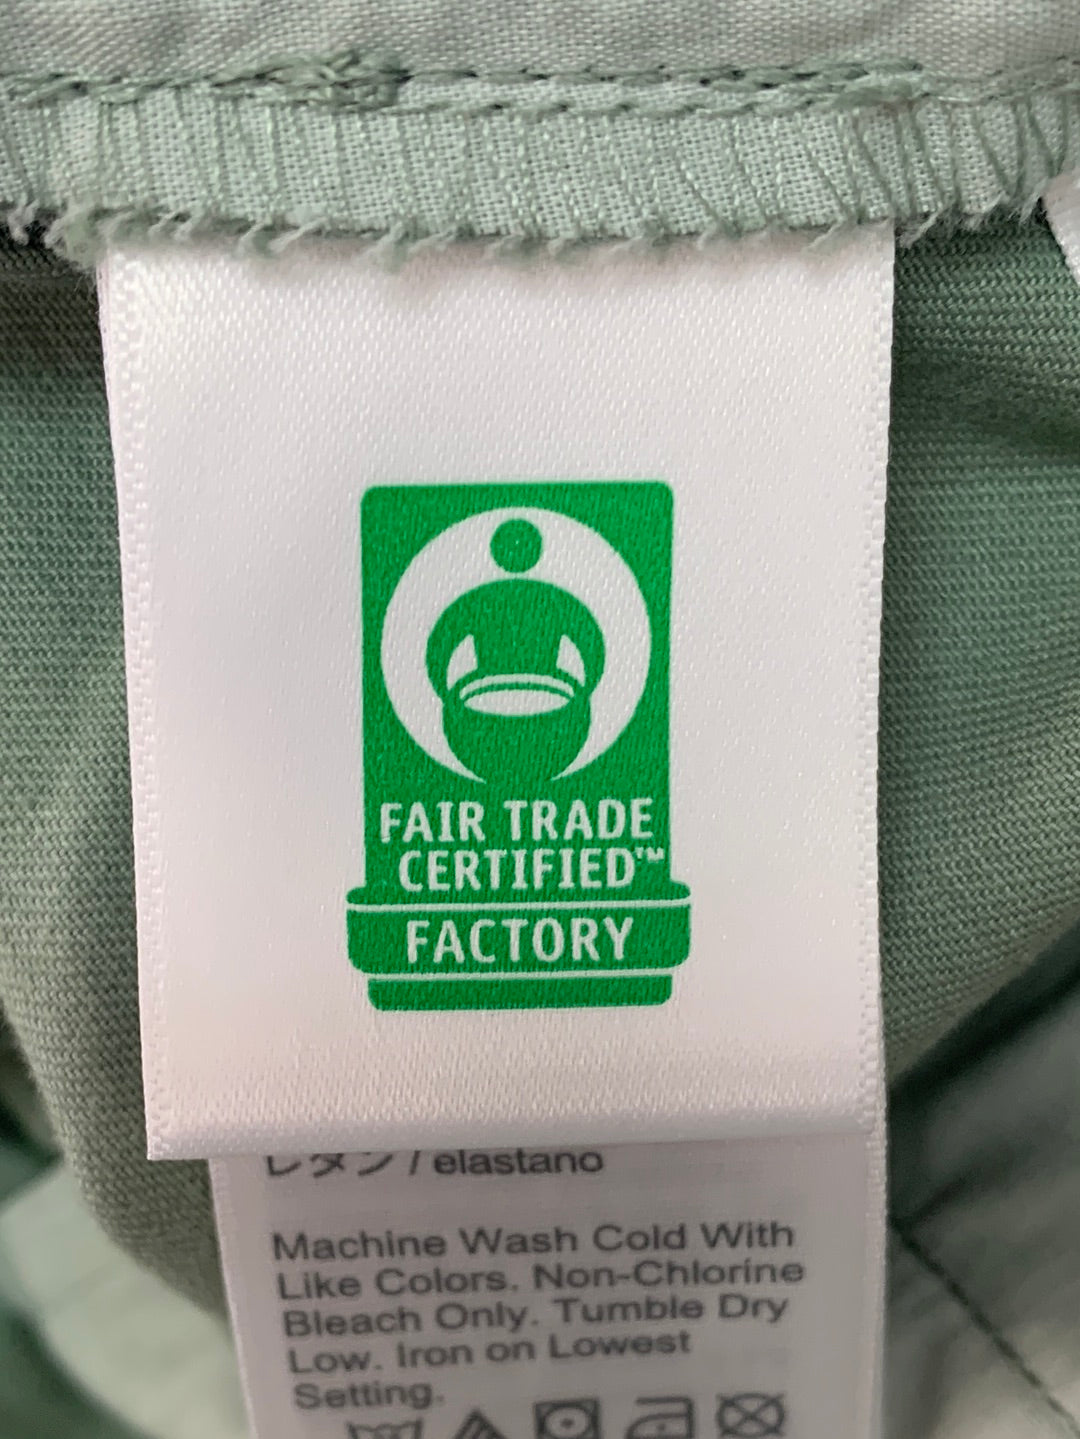 FAIR TRADE
CERTIFIED™
FACTORY
レタン / elastano
Machine Wash Cold With
Like Colors. Non-Chlorine
Bleach Only. Tumble Dry
Low. Iron on Lowest
Setting.